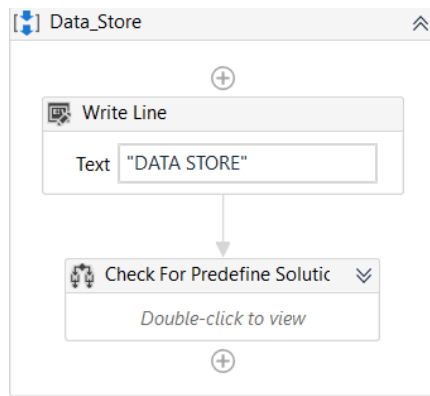 Data_Store
Write Line
Text "DATA STORE"
Check For Predefine Solutic
Double-click to view